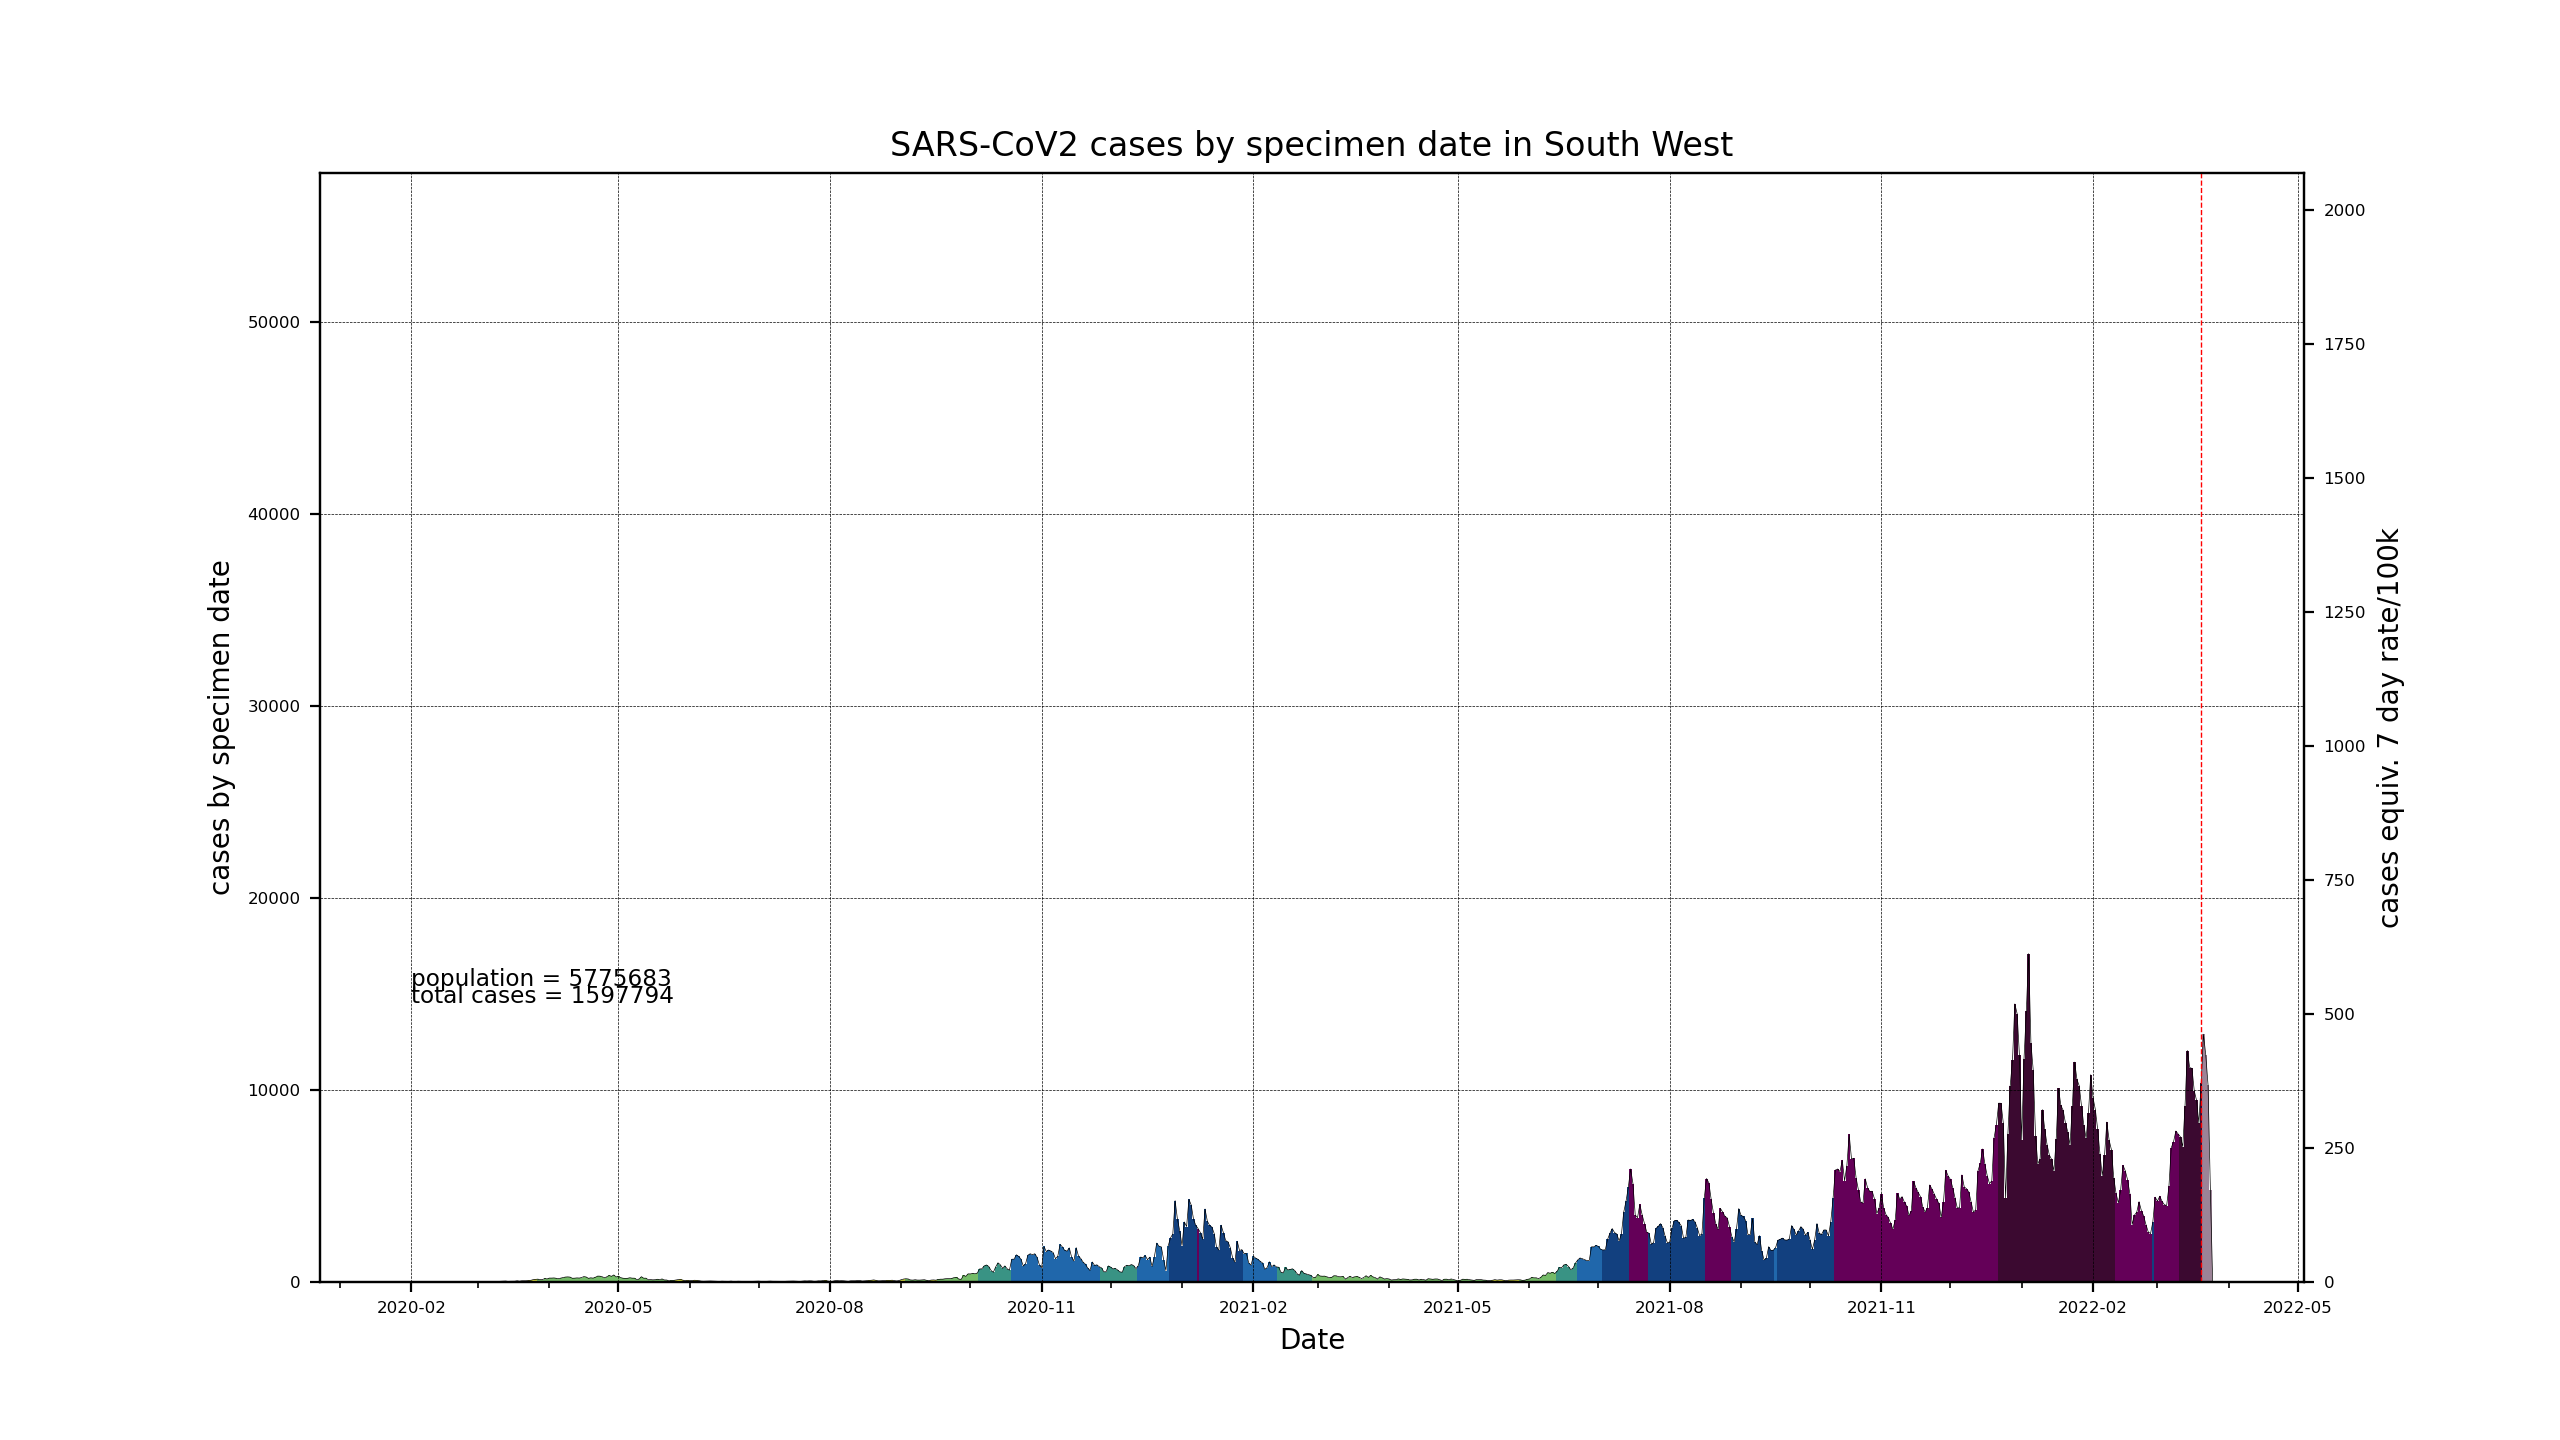 SARS-CoV2 cases by specimen date in South West
cases by specimen date
50000
40000
30000
20000
10000
0
population = 5775683
total cases = 1597794
2000
1750
1500
1250
1000
750
500
250
0
cases equiv. 7 day rate/100k
2020-02 2020-05 2020-08 2020-11 2021-02 2021-05 2021-08 2021-11 2022-02 2022-05
Date